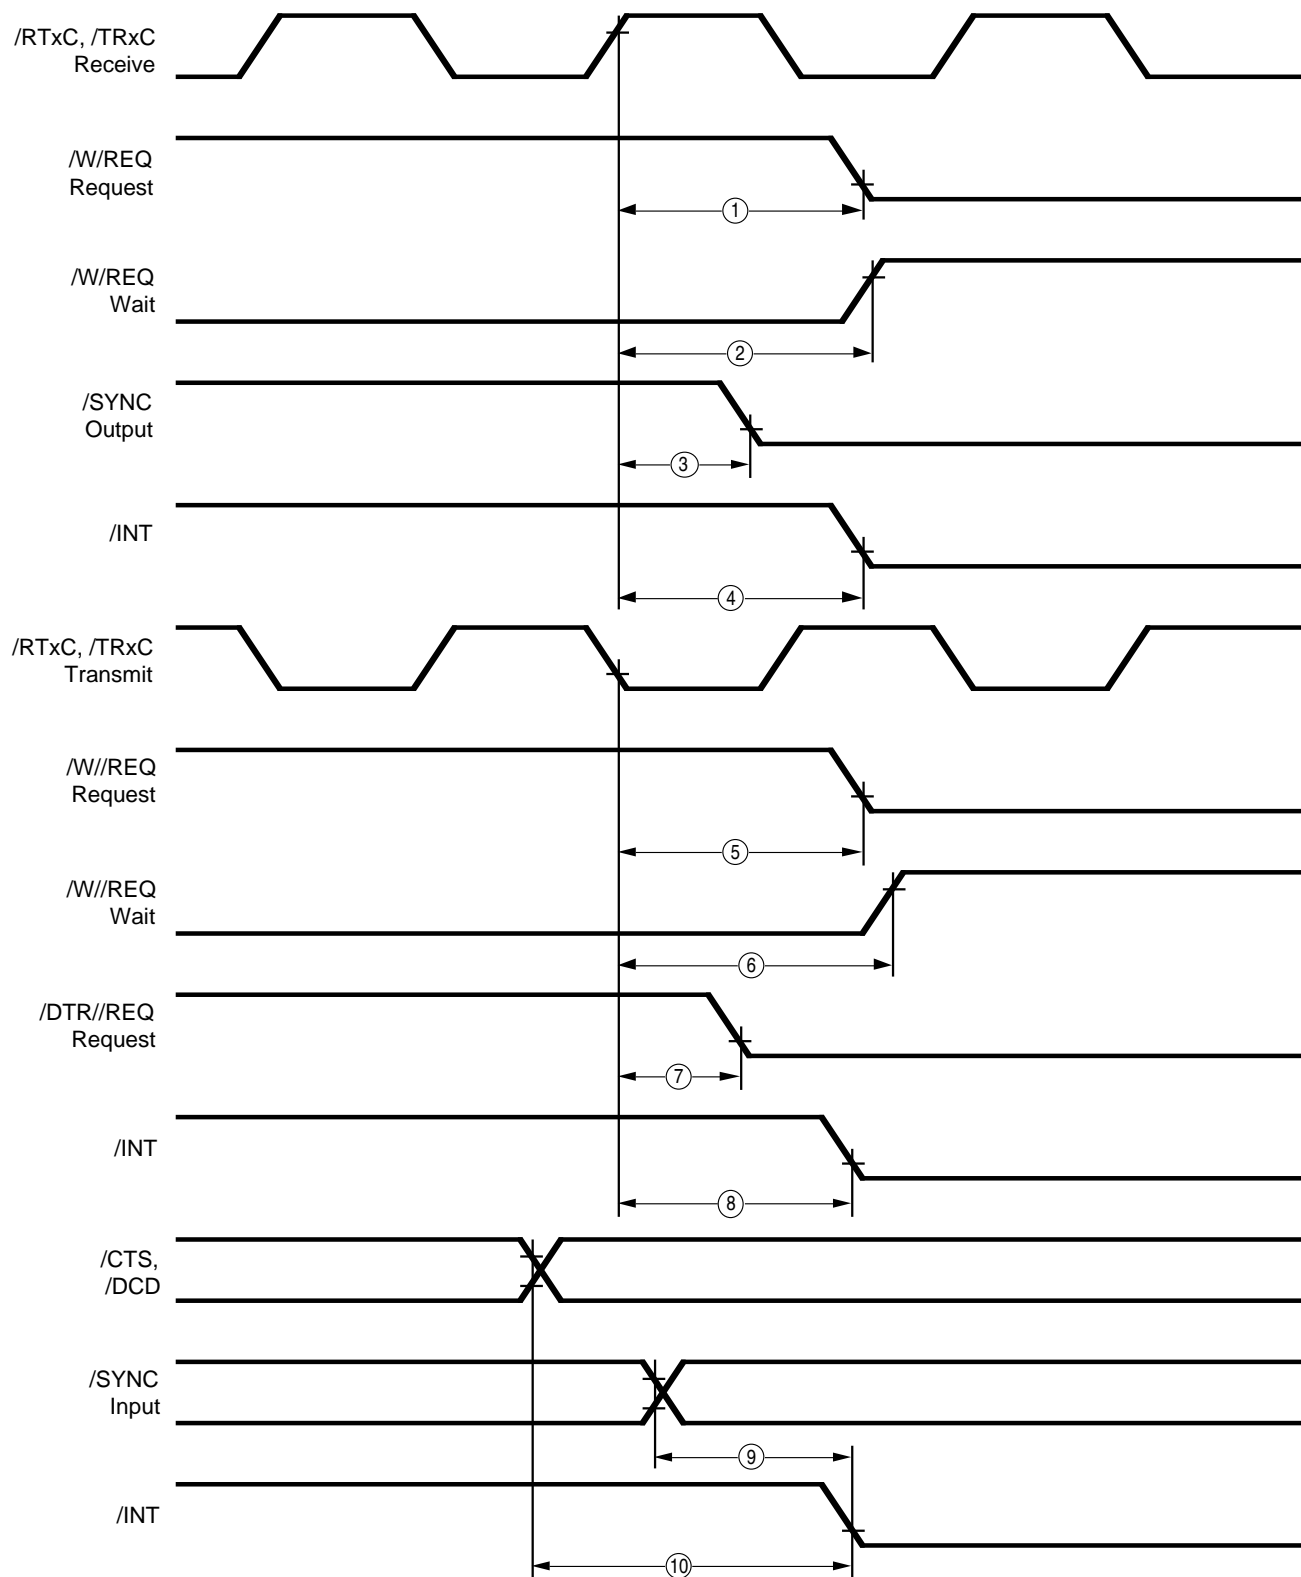 /RTxC, /TRxC
Receive
/W/REQ
Request
1
/W/REQ
Wait
2
/SYNC
Output
3
/INT
4
/RTxC, /TRxC
Transmit
/W//REQ
Request
5
/W//REQ
Wait
6
/DTR//REQ
Request
7
/INT
8
/CTS,
/DCD
/SYNC
Input
9
/INT
10